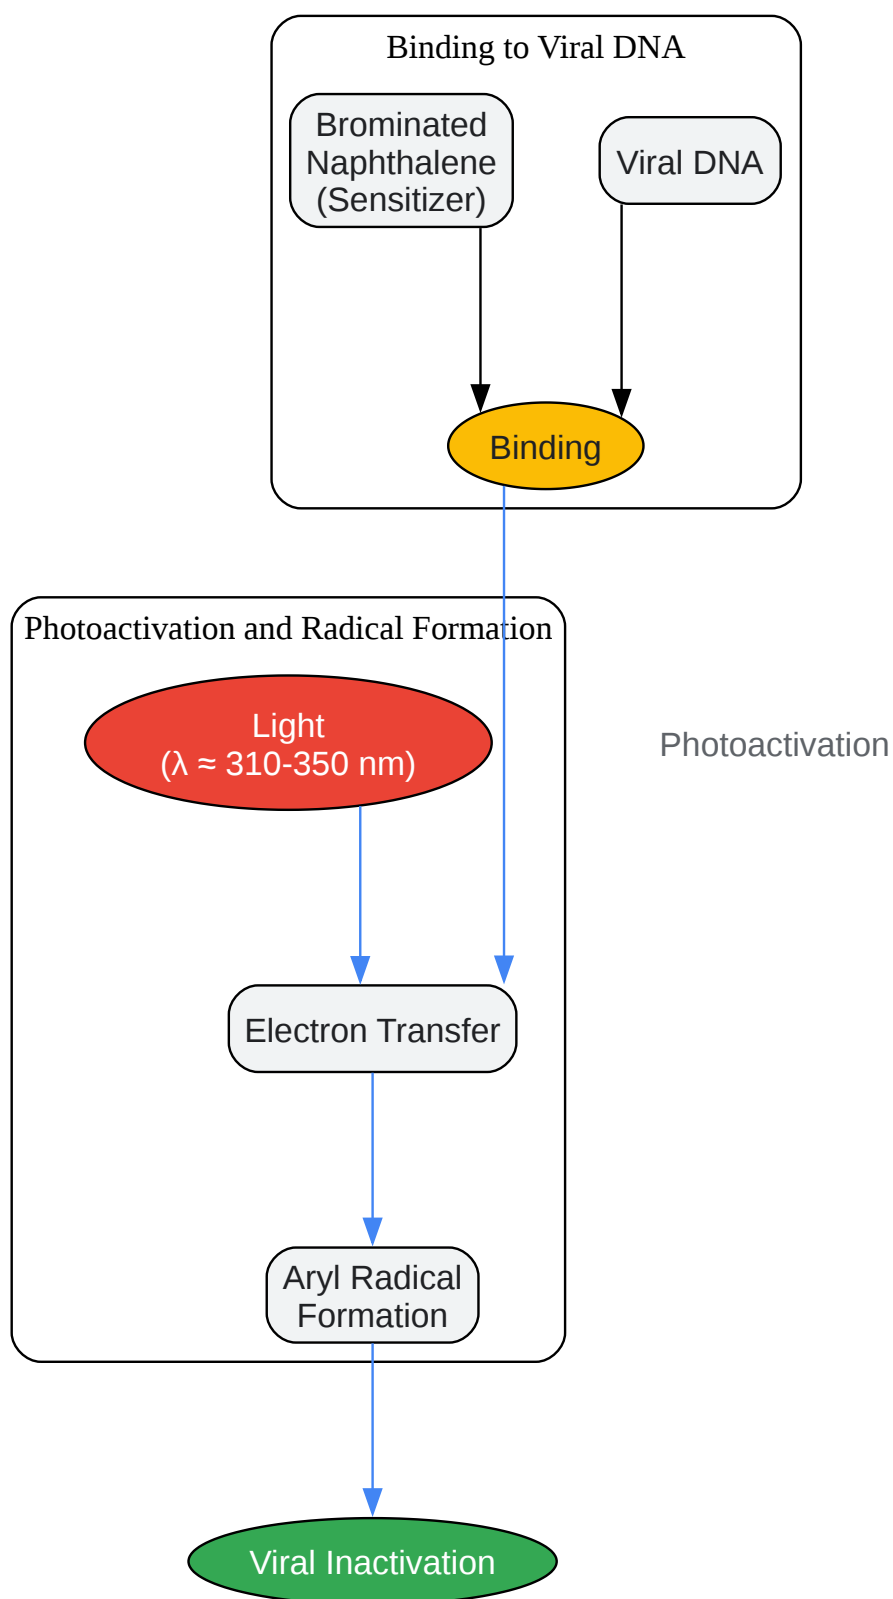 Binding to Viral DNA
Brominated
Naphthalene
(Sensitizer)
Viral DNA
Binding
Photoactivation and Radical Formation
Light
(λ ≈ 310-350 nm)
Photoactivation
Electron Transfer
Aryl Radical
Formation
Viral Inactivation